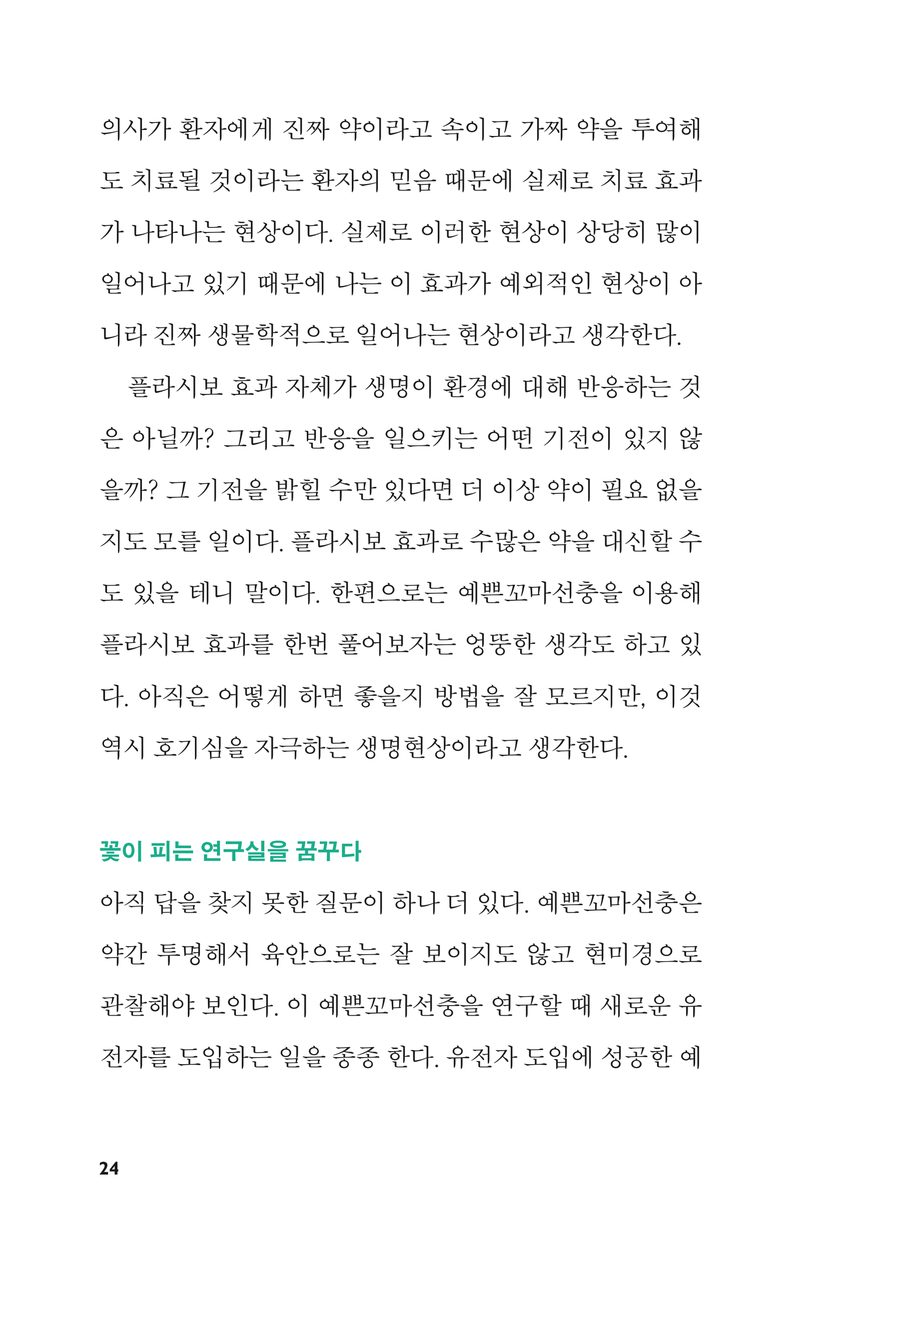 의사가 환자에게 진짜 약이라고 속이고 가짜 약을 투여해
도 치료될 것이라는 환자의 믿음 때문에 실제로 치료 효과
가 나타나는 현상이다. 실제로 이러한 현상이 상당히 많이
일어나고 있기 때문에 나는 이 효과가 예외적인 현상이 아
니라 진짜 생물학적으로 일어나는 현상이라고 생각한다.
플라시보 효과 자체가 생명이 환경에 대해 반응하는 것
은 아닐까? 그리고 반응을 일으키는 어떤 기전이 있지 않
을까? 그 기전을 밝힐 수만 있다면 더 이상 약이 필요 없을
지도 모를 일이다. 플라시보 효과로 수많은 약을 대신할 수
도 있을 테니 말이다. 한편으로는 예쁜꼬마선충을 이용해
플라시보 효과를 한번 풀어보자는 엉뚱한 생각도 하고 있
다. 아직은 어떻게 하면 좋을지 방법을 잘 모르지만, 이것
역시 호기심을 자극하는 생명현상이라고 생각한다.
꽃이 피는 연구실을 꿈꾸다
아직 답을 찾지 못한 질문이 하나 더 있다. 예쁜꼬마선충은
약간 투명해서 육안으로는 잘 보이지도 않고 현미경으로
관찰해야 보인다. 이 예쁜꼬마선충을 연구할 때 새로운 유
전자를 도입하는 일을 종종 한다. 유전자 도입에 성공한 예
24